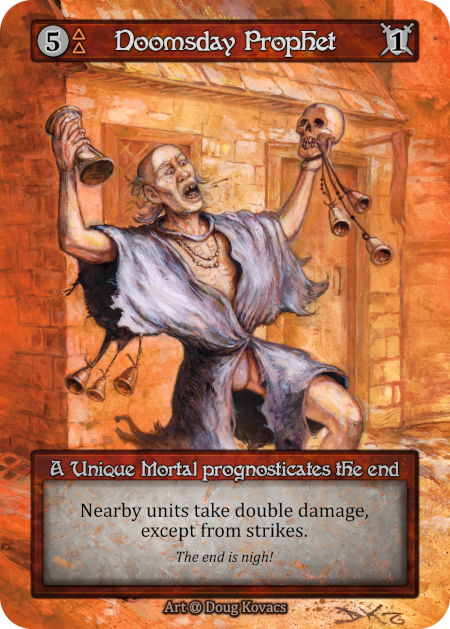 5 Doomsday Prophet 1
A Unique Mortal prognosticates the end
Nearby units take double damage,
except from strikes.
The end is nigh!
Art @ Doug Kovacs